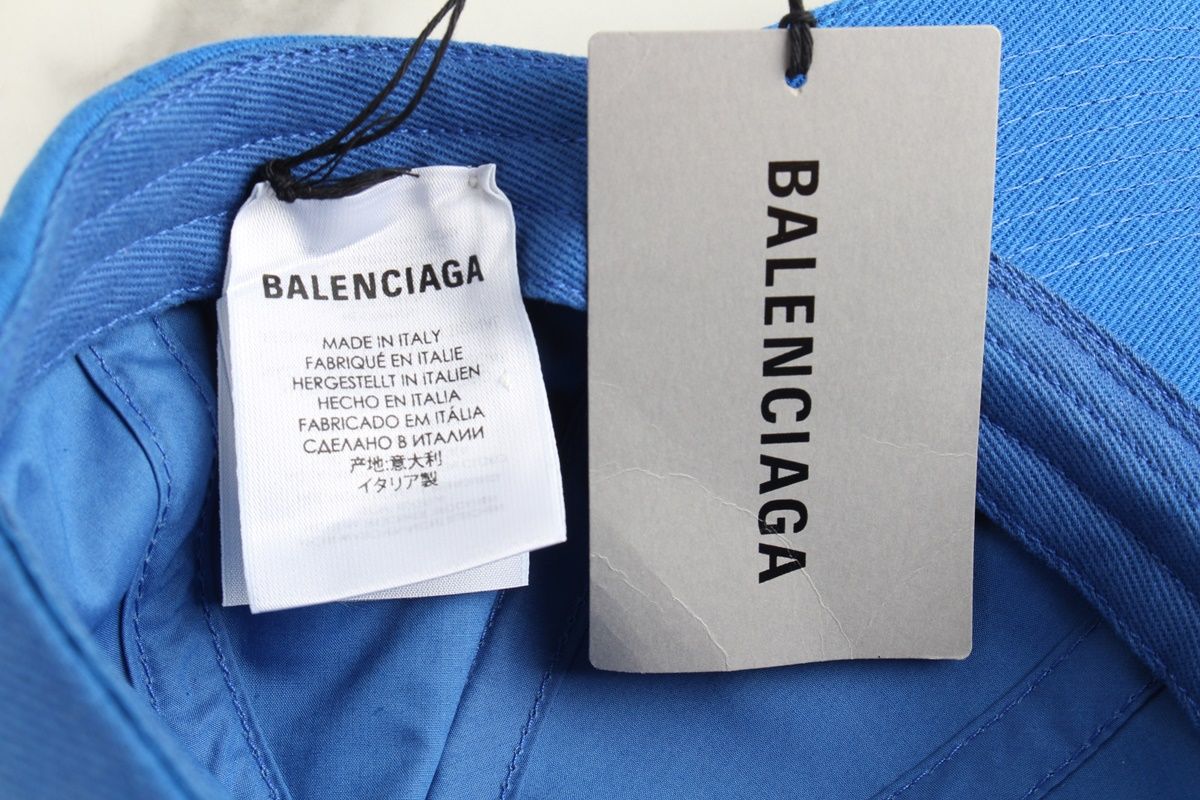 BALENCIAGA
MADE IN ITALY
FABRIQUÉ EN ITALIE
HERGESTELLT IN ITALIEN
HECHO EN ITALIA
FABRICADO EM ITÁLIA
СДЕЛАНО В ИТАЛИИ
产地:意大利
イタリア製
BALENCIAGA